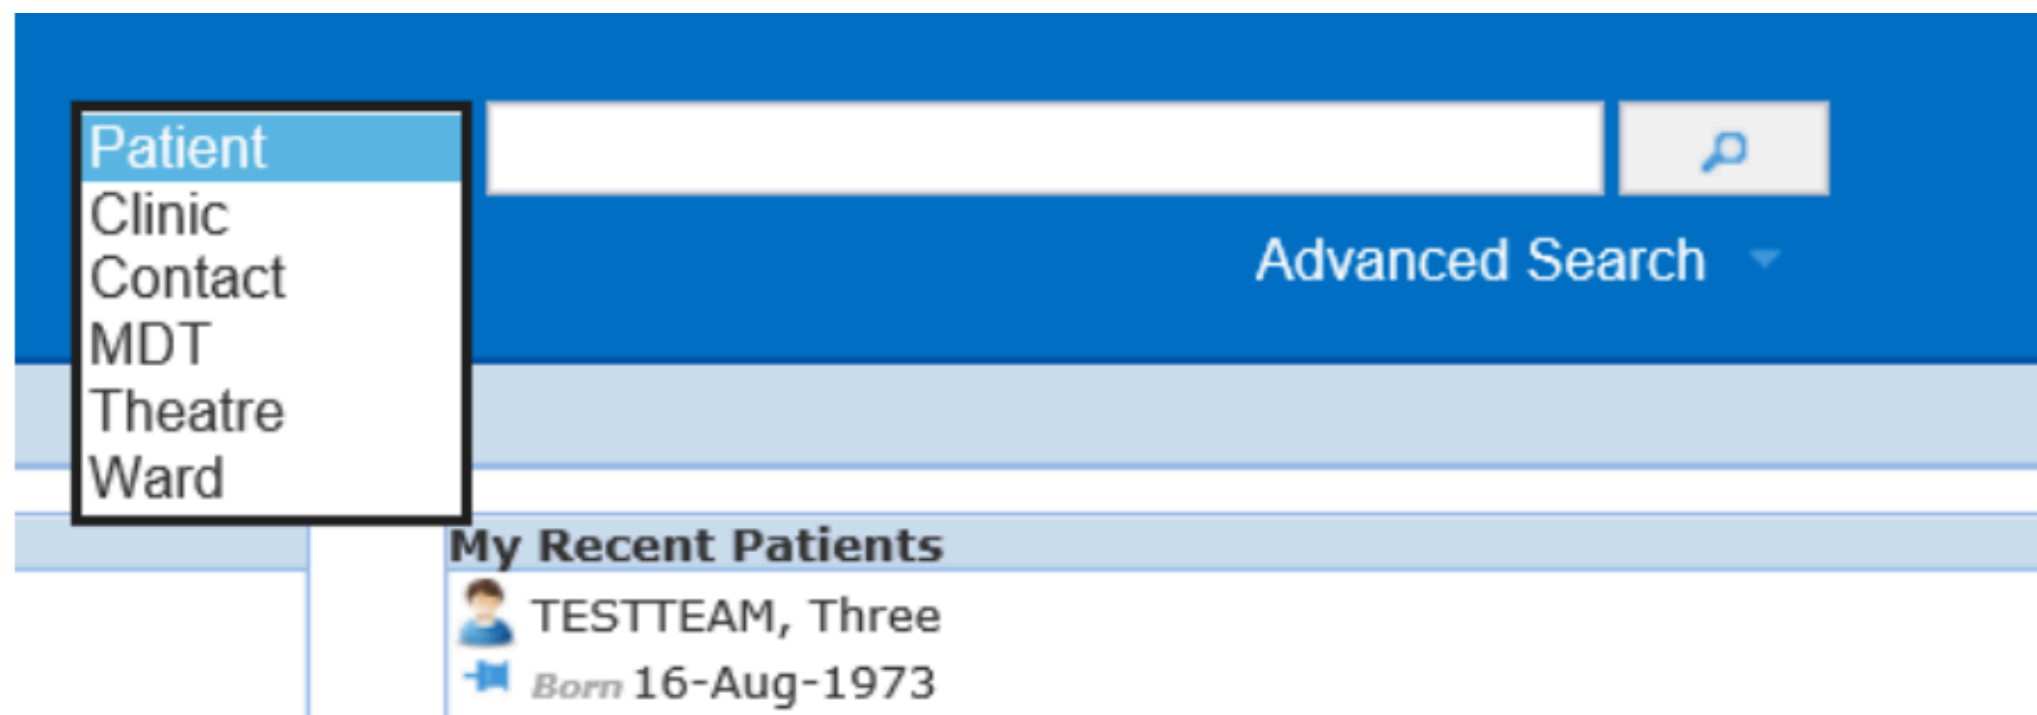 Patient
Clinic
Contact
MDT
Theatre
Ward
Advanced Search
My Recent Patients
TESTTEAM, Three
Born 16-Aug-1973